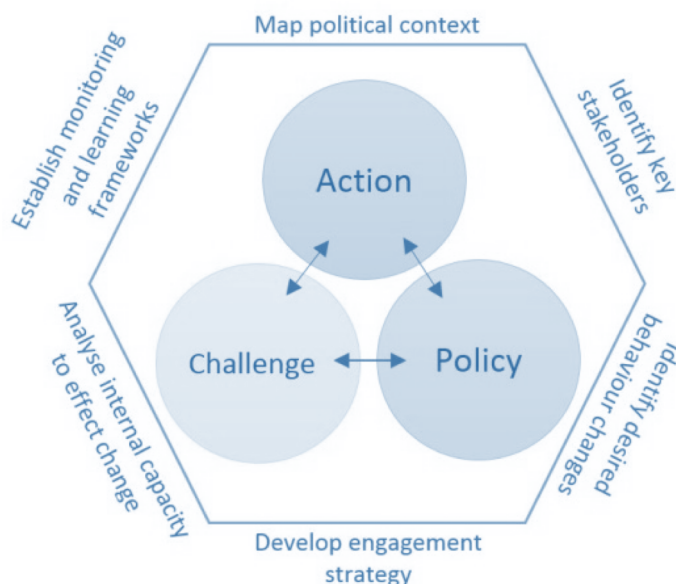 Map political context
Identify key
stakeholders
Identify desired
behaviour changes
Develop engagement
strategy
Analyse internal capacity
to effect change
Establish monitoring
and learning
frameworks
Action
Challenge
Policy